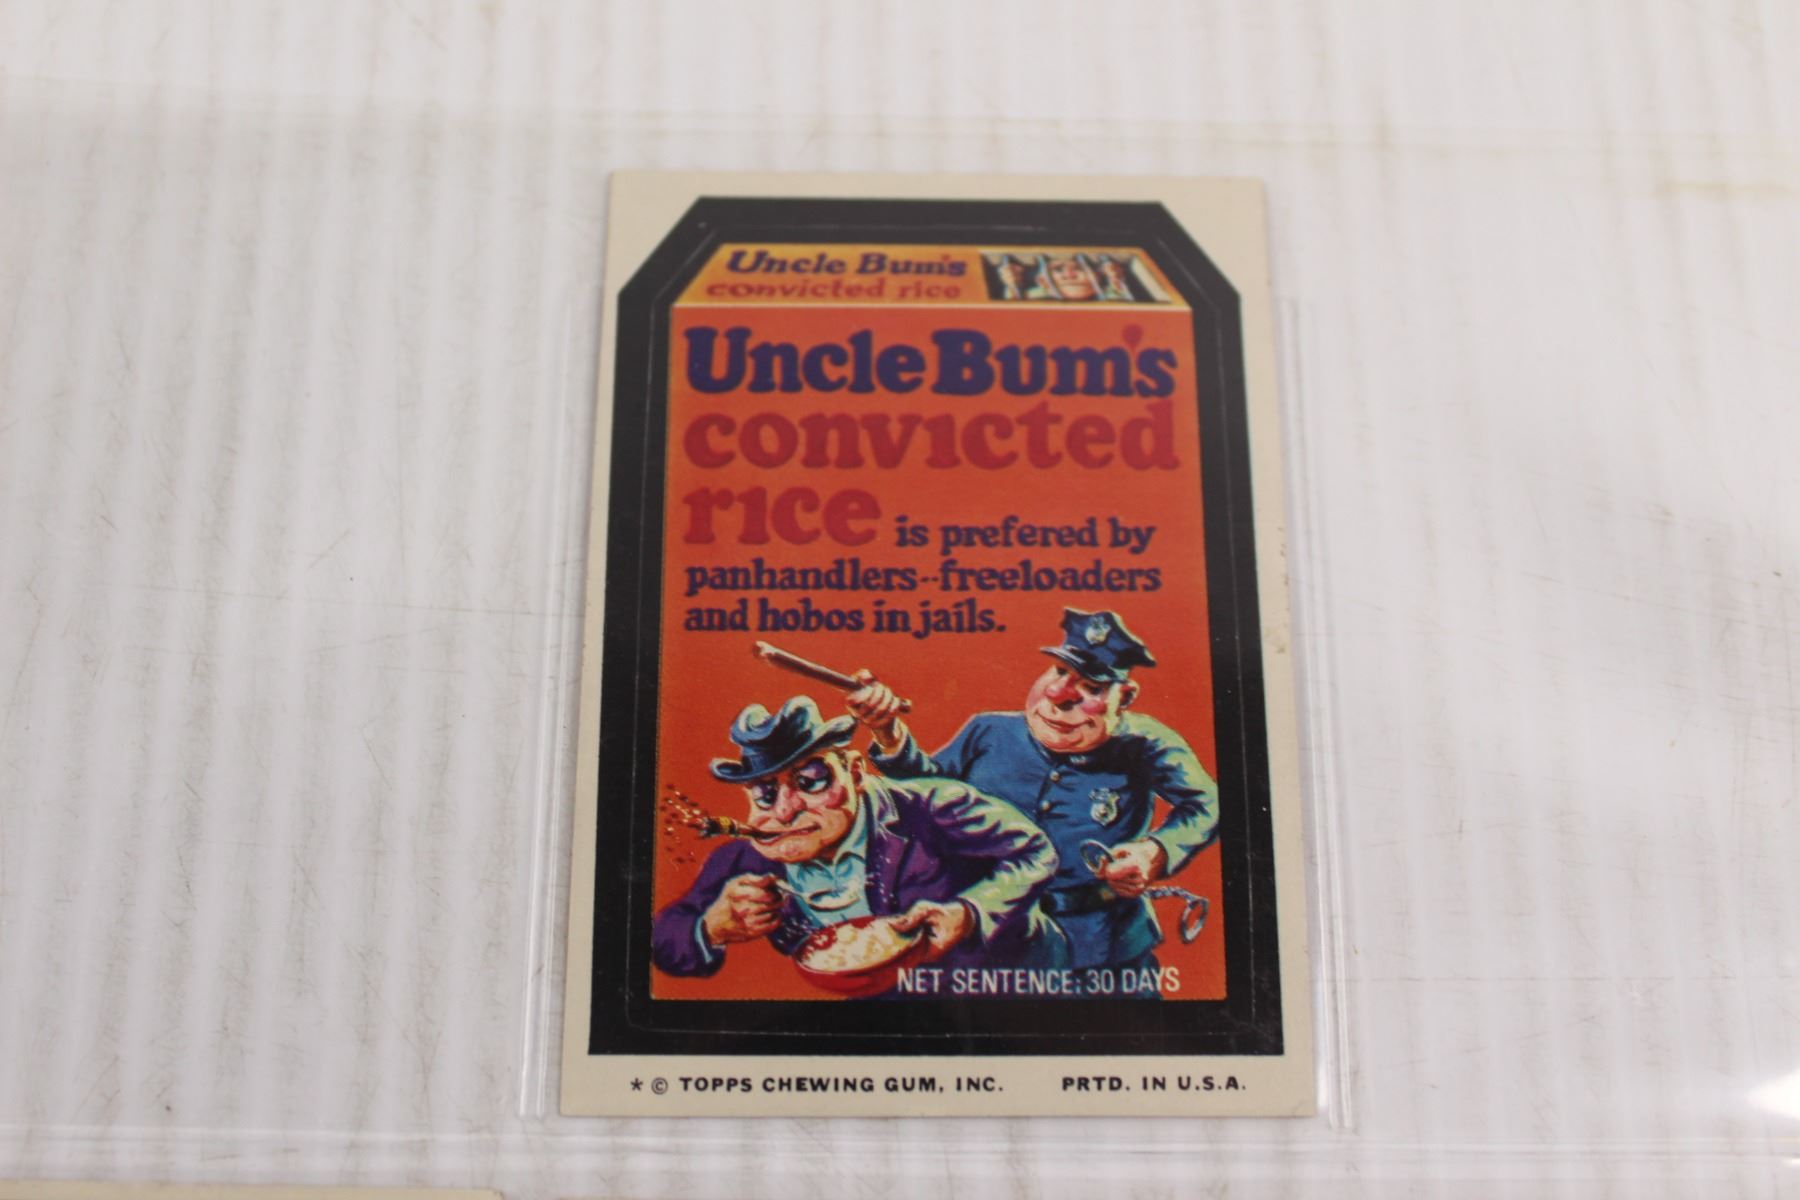 Uncle Bum's
convicted rice
Uncle Bum's
convicted
rice is prefered by
panhandlers--freeloaders
and hobos in jails.
NET SENTENCE: 30 DAYS
* © TOPPS CHEWING GUM, INC. PRTD. IN U.S.A.